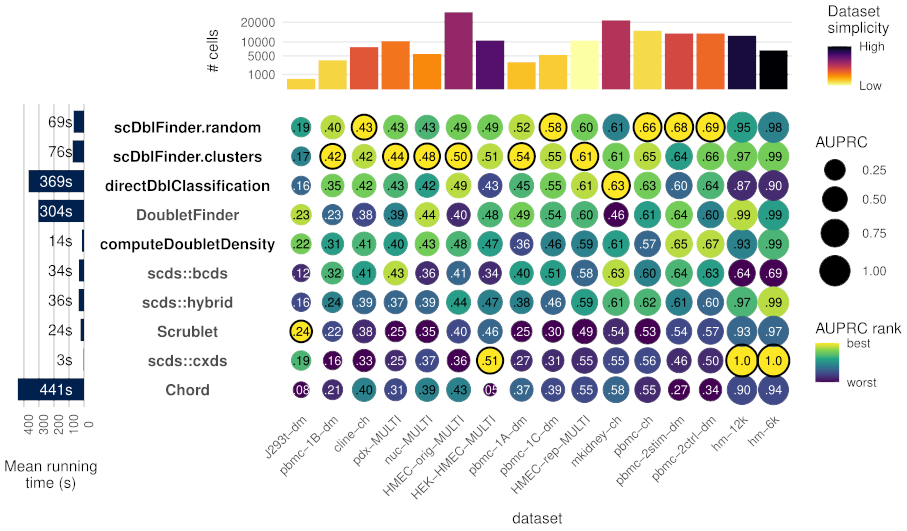 # cells
20000
10000
5000
1000
Dataset
simplicity
High
Low
69s scDblFinder.random .19 .40 .43 .43 .43 .49 .49 .52 .58 .60 .61 .66 .68 .69 .95 .98
76s scDblFinder.clusters .17 .42 .42 .44 .48 .50 .51 .54 .55 .61 .61 .65 .64 .66 .97 .99
369s directDblClassification .16 .35 .42 .43 .42 .49 .43 .45 .55 .61 .63 .63 .60 .64 .87 .90
304s DoubletFinder .23 .23 .38 .39 .44 .40 .48 .49 .54 .60 .46 .61 .64 .60 .99 .99
14s computeDoubletDensity .22 .31 .41 .40 .43 .48 .47 .36 .46 .59 .61 .57 .65 .67 .93 .99
34s scds::bcds .12 .32 .41 .43 .36 .41 .34 .40 .51 .58 .63 .60 .64 .63 .64 .69
36s scds::hybrid .16 .24 .39 .37 .39 .44 .47 .38 .46 .59 .61 .62 .61 .60 .97 .99
24s Scrublet .24 .22 .38 .25 .35 .40 .46 .25 .30 .49 .54 .53 .54 .57 .93 .97
3s scds::cxds .19 .16 .33 .25 .37 .36 .51 .27 .31 .55 .55 .56 .46 .50 1.0 1.0
441s Chord .08 .21 .40 .31 .39 .43 .05 .37 .39 .55 .58 .55 .27 .34 .90 .94
AUPRC
0.25
0.50
0.75
1.00
AUPRC rank
best
worst
400 300 200 100 0
Mean running
time (s)
J293t−dm
pbmc−1B−dm
cline−ch
pdx−MULTI
nuc−MULTI
HMEC−orig−MULTI
HEK−HMEC−MULTI
pbmc−1A−dm
pbmc−1C−dm
HMEC−rep−MULTI
mkidney−ch
pbmc−ch
pbmc−2stim−dm
pbmc−2ctrl−dm
hm−12k
hm−6k
dataset